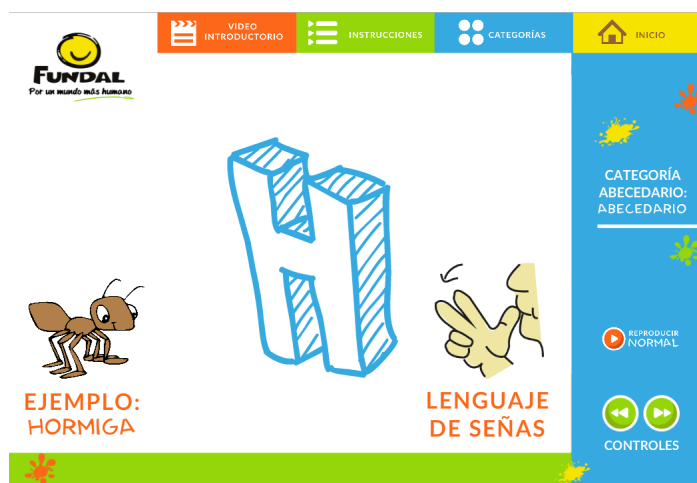 VIDEO
INTRODUCTORIO
INSTRUCCIONES
CATEGORÍAS
INICIO
FUNDAL
Por un mundo más humano
H
CATEGORÍA
ABECEDARIO:
ABECEDARIO
REPRODUCIR
NORMAL
EJEMPLO:
HORMIGA
LENGUAJE
DE SEÑAS
CONTROLES